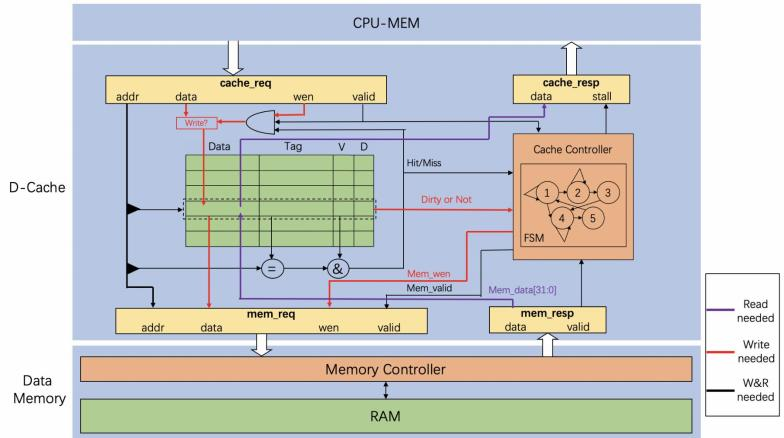 CPU-MEM
cache_req
addr data wen valid
cache_resp
data stall
Write?
Data Tag V D
Hit/Miss
Cache Controller
1 2 3
4 5
FSM
D-Cache
Dirty or Not
= &
Mem_wen
Mem_valid
Mem_data[31:0]
mem_req
addr data wen valid
mem_resp
data valid
Read
needed
Write
needed
W&R
needed
Data
Memory
Memory Controller
RAM